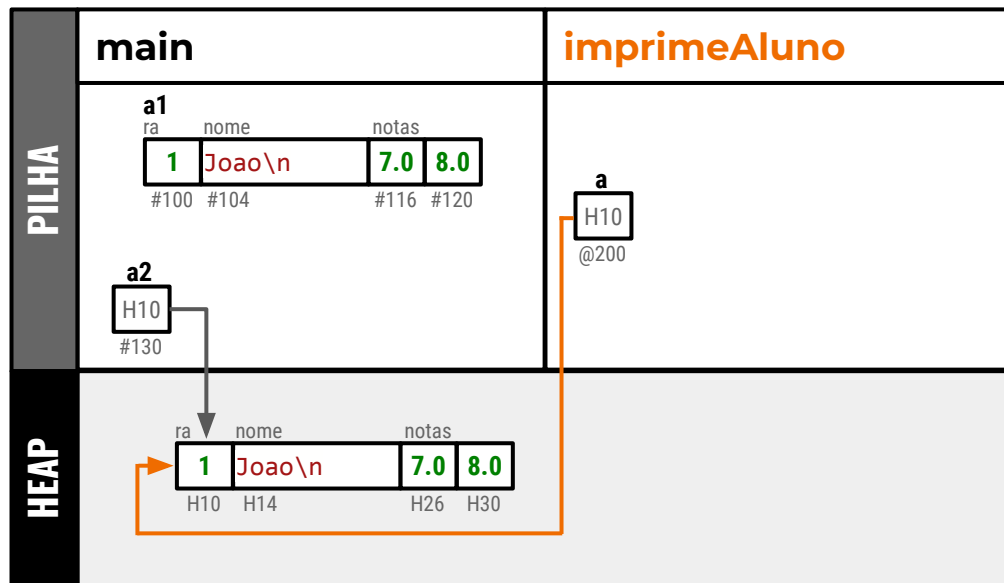 main
imprimeAluno
PILHA
a1
ra nome notas
1 Joao\n 7.0 8.0
#100 #104 #116 #120
a
H10
@200
a2
H10
#130
HEAP
ra nome notas
1 Joao\n 7.0 8.0
H10 H14 H26 H30